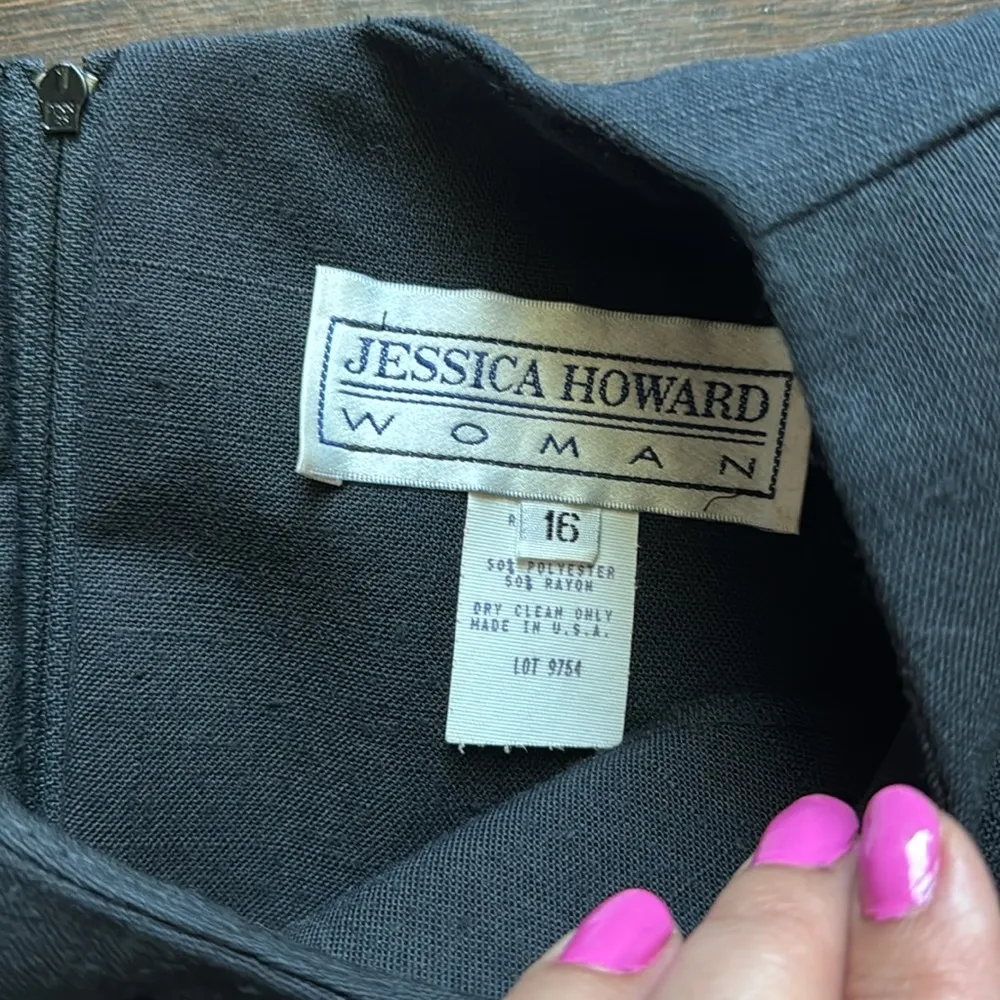 JESSICA HOWARD
WOMAN
R 16
50% POLYESTER
50% RAYON
DRY CLEAN ONLY
MADE IN U.S.A.
LOT 9754